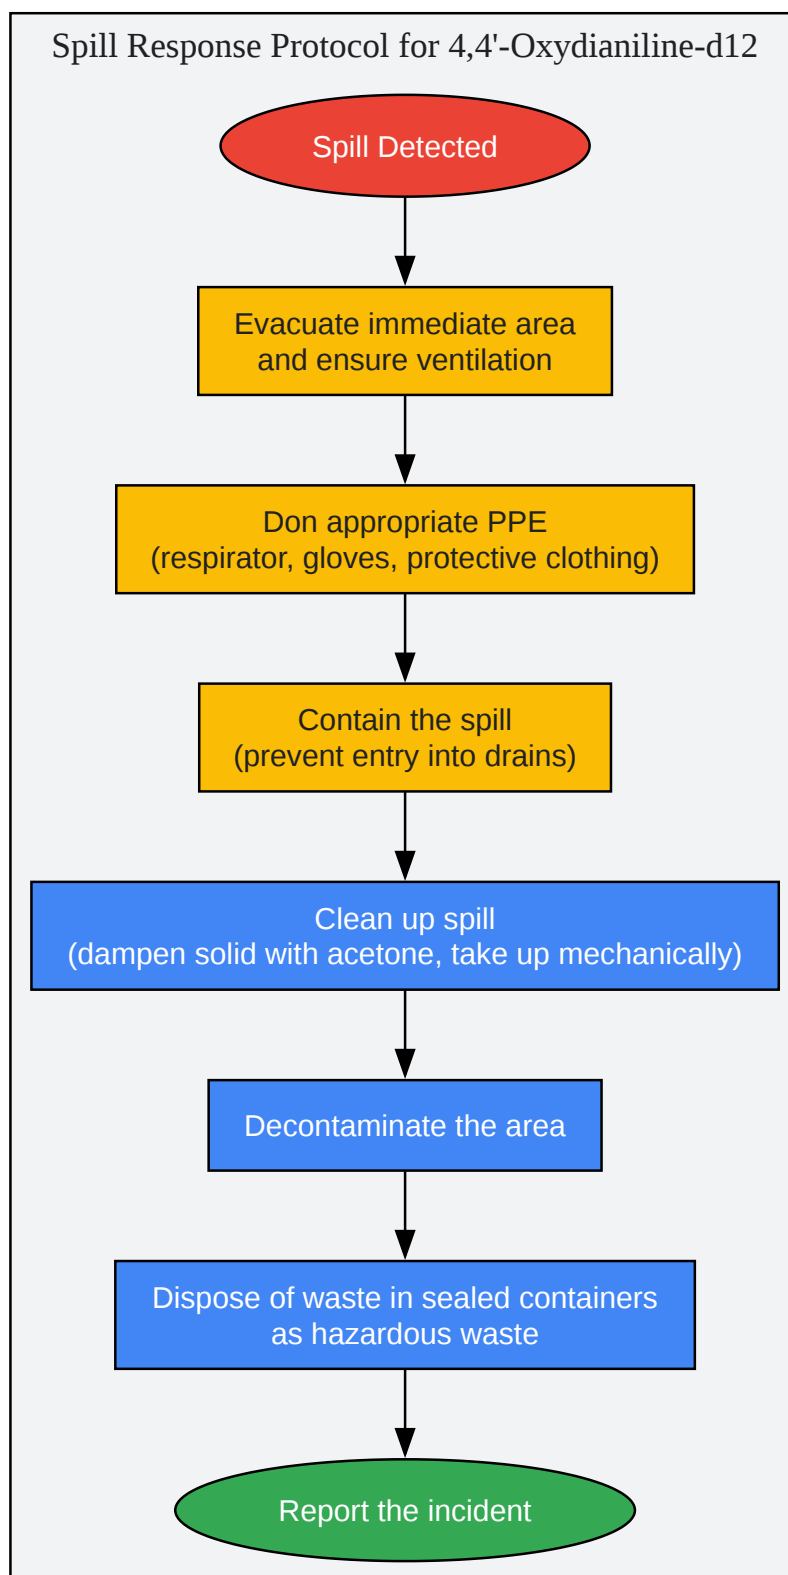 Spill Response Protocol for 4,4'-Oxydianiline-d12
Spill Detected
Evacuate immediate area
and ensure ventilation
Don appropriate PPE
(respirator, gloves, protective clothing)
Contain the spill
(prevent entry into drains)
Clean up spill
(dampen solid with acetone, take up mechanically)
Decontaminate the area
Dispose of waste in sealed containers
as hazardous waste
Report the incident